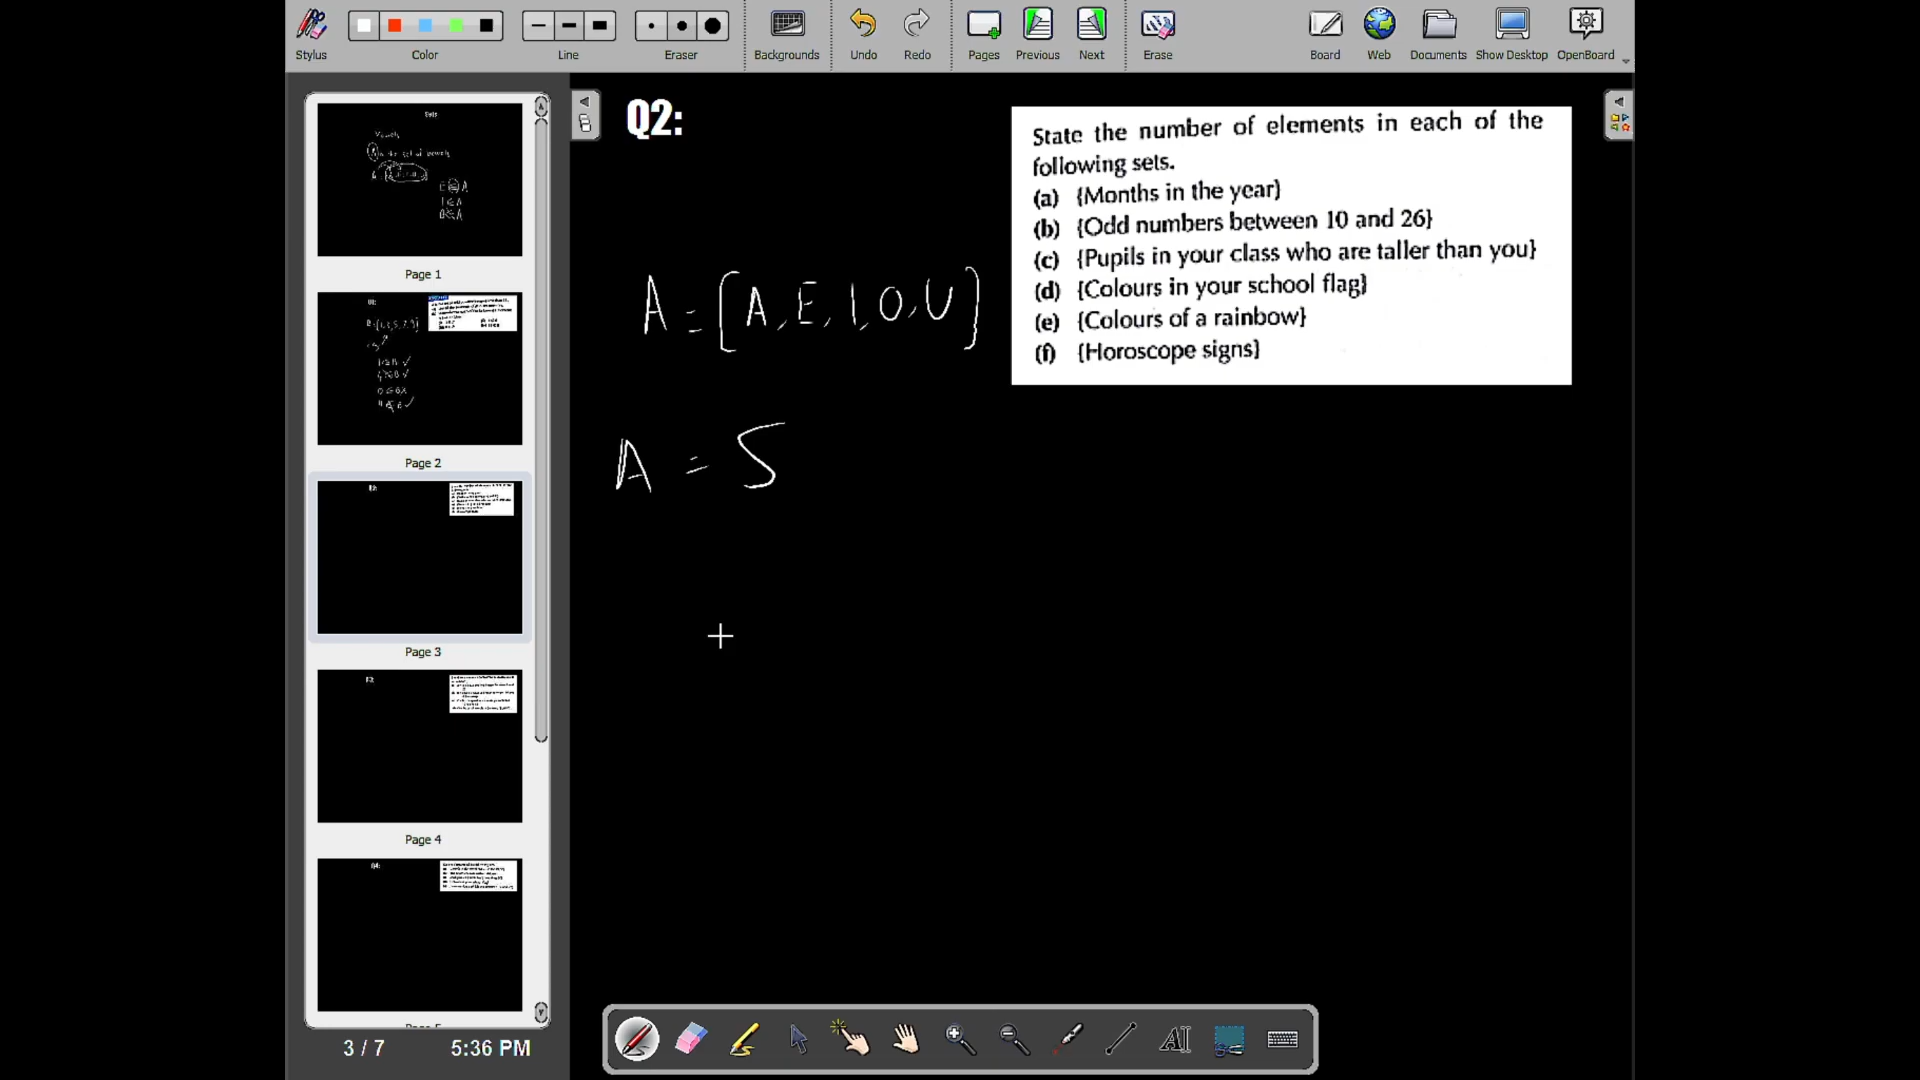 Stylus
Color
Line
Eraser
Backgrounds
Undo
Redo
Pages
Previous
Next
Erase
Board
Web
Documents
Show Desktop
OpenBoard
Sets
Vowels
Page 1
Page 2
Page 3
Page 4
3 / 7
5:36 PM
Q2:
State the number of elements in each of the
following sets.
(a) {Months in the year}
(b) {Odd numbers between 10 and 26}
(c) {Pupils in your class who are taller than you}
(d) {Colours in your school flag}
(e) {Colours of a rainbow}
(f) {Horoscope signs}
A = [A, E, I, O, U]
A = 5